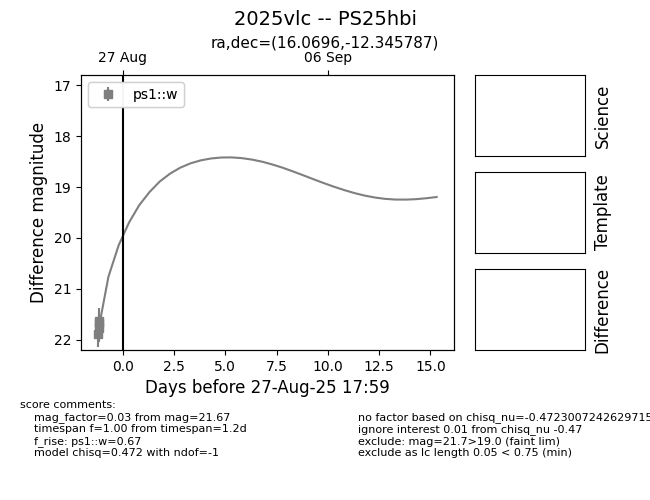 2025vlc -- PS25hbi
ra,dec=(16.0696,-12.345787)
27 Aug
06 Sep
17
18
19
20
21
22
Difference magnitude
ps1::w
0.0
2.5
5.0
7.5
10.0
12.5
15.0
Days before 27-Aug-25 17:59
Science
Template
Difference
score comments:
mag_factor=0.03 from mag=21.67
timespan f=1.00 from timespan=1.2d
f_rise: ps1::w=0.67
model chisq=0.472 with ndof=-1
no factor based on chisq_nu=-0.4723007242629715
ignore interest 0.01 from chisq_nu -0.47
exclude: mag=21.7>19.0 (faint lim)
exclude as lc length 0.05 < 0.75 (min)